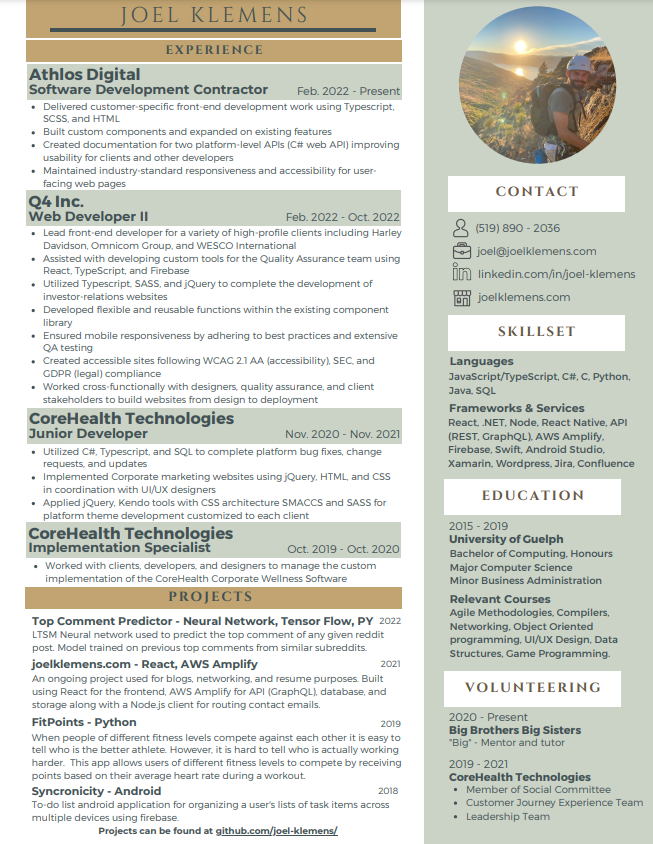 JOEL KLEMENS
EXPERIENCE
Athlos Digital
Software Development Contractor Feb. 2022 - Present
• Delivered customer-specific front-end development work using Typescript,
SCSS, and HTML
• Built custom components and expanded on existing features
• Created documentation for two platform-level APIs (C# web API) improving
usability for clients and other developers
• Maintained industry-standard responsiveness and accessibility for user-
facing web pages
Q4 Inc.
Web Developer II Feb. 2022 - Oct. 2022
• Lead front-end developer for a variety of high-profile clients including Harley
Davidson, Omnicom Group, and WESCO International
• Assisted with developing custom tools for the Quality Assurance team using
React, TypeScript, and Firebase
• Utilized Typescript, SASS, and jQuery to complete the development of
investor-relations websites
• Developed flexible and reusable functions within the existing component
library
• Ensured mobile responsiveness by adhering to best practices and extensive
QA testing
• Created accessible sites following WCAG 2.1 AA (accessibility), SEC, and
GDPR (legal) compliance
• Worked cross-functionally with designers, quality assurance, and client
stakeholders to build websites from design to deployment
CoreHealth Technologies
Junior Developer Nov. 2020 - Nov. 2021
• Utilized C#, Typescript, and SQL to complete platform bug fixes, change
requests, and updates
• Implemented Corporate marketing websites using jQuery, HTML, and CSS
in coordination with UI/UX designers
• Applied jQuery, Kendo tools with CSS architecture SMACCS and SASS for
platform theme development customized to each client
CoreHealth Technologies
Implementation Specialist Oct. 2019 - Oct. 2020
• Worked with clients, developers, and designers to manage the custom
implementation of the CoreHealth Corporate Wellness Software
PROJECTS
Top Comment Predictor - Neural Network, Tensor Flow, PY 2022
LTSM Neural network used to predict the top comment of any given reddit
post. Model trained on previous top comments from similar subreddits.
joelklemens.com - React, AWS Amplify 2021
An ongoing project used for blogs, networking, and resume purposes. Built
using React for the frontend, AWS Amplify for API (GraphQL), database, and
storage along with a Node.js client for routing contact emails.
FitPoints - Python 2019
When people of different fitness levels compete against each other it is easy to
tell who is the better athlete. However, it is hard to tell who is actually working
harder. This app allows users of different fitness levels to compete by receiving
points based on their average heart rate during a workout.
Syncronicity - Android 2018
To-do list android application for organizing a user's lists of task items across
multiple devices using firebase.
Projects can be found at github.com/joel-klemens/
CONTACT
(519) 890 - 2036
joel@joelklemens.com
linkedin.com/in/joel-klemens
joelklemens.com
SKILLSET
Languages
JavaScript/TypeScript, C#, C, Python,
Java, SQL
Frameworks & Services
React, .NET, Node, React Native, API
(REST, GraphQL), AWS Amplify,
Firebase, Swift, Android Studio,
Xamarin, Wordpress, Jira, Confluence
EDUCATION
2015 - 2019
University of Guelph
Bachelor of Computing, Honours
Major Computer Science
Minor Business Administration
Relevant Courses
Agile Methodologies, Compilers,
Networking, Object Oriented
programming, UI/UX Design, Data
Structures, Game Programming.
VOLUNTEERING
2020 - Present
Big Brothers Big Sisters
"Big" - Mentor and tutor
2019 - 2021
CoreHealth Technologies
• Member of Social Committee
• Customer Journey Experience Team
• Leadership Team